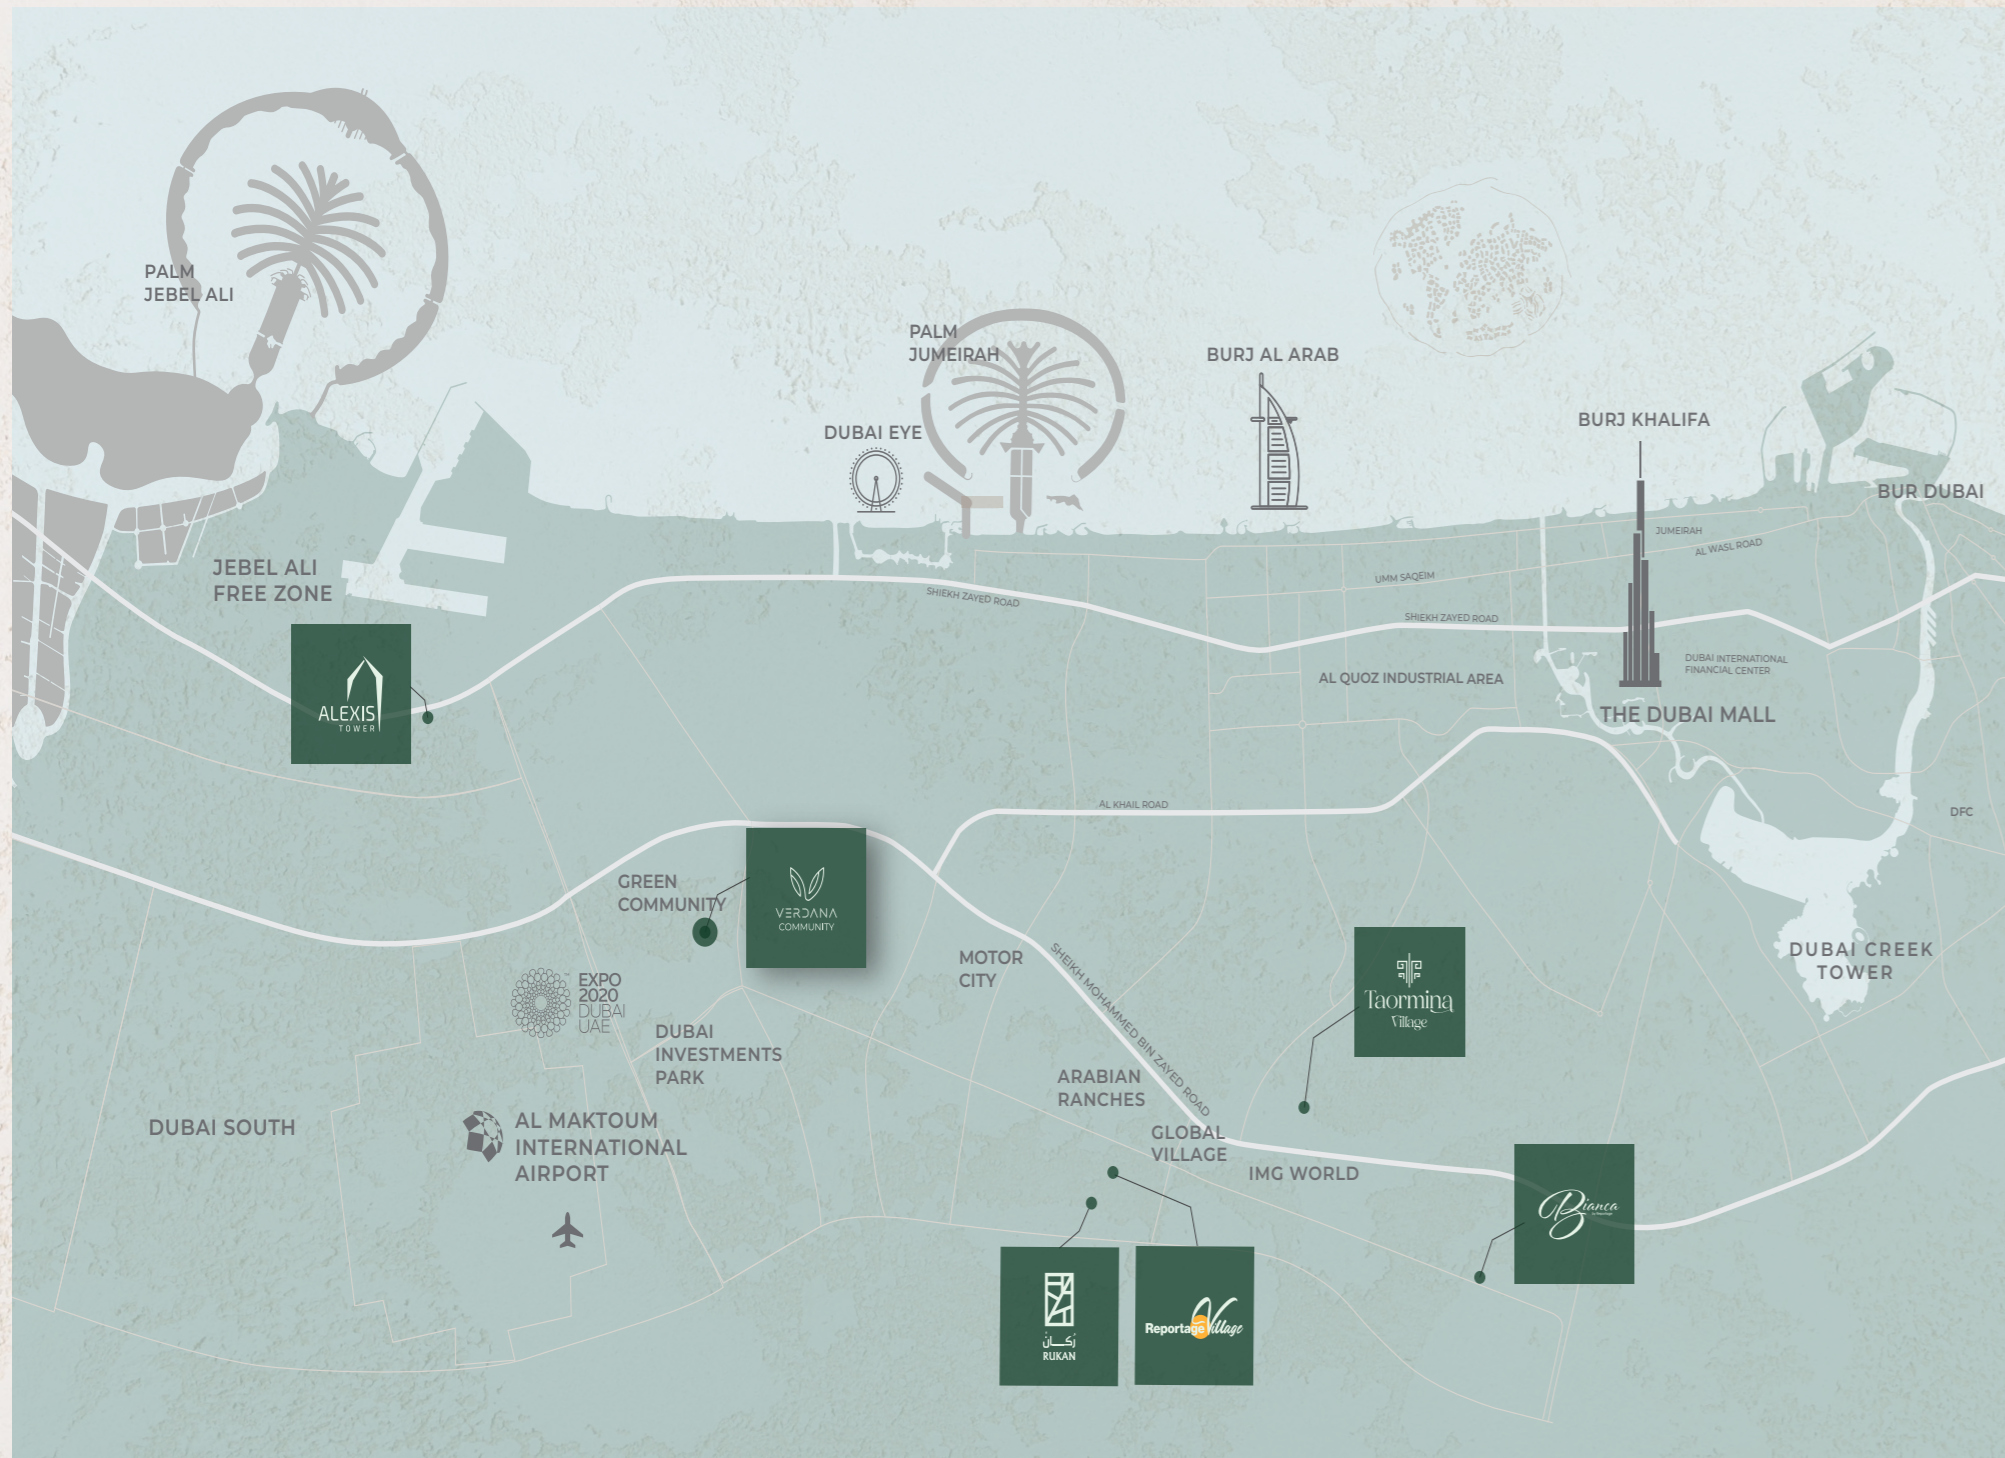 PALM
JEBEL ALI
PALM
JUMEIRAH
BURJ AL ARAB
DUBAI EYE
BURJ KHALIFA
BUR DUBAI
JUMEIRAH
AL WASL ROAD
JEBEL ALI
FREE ZONE
UMM SAQEIM
SHIEKH ZAYED ROAD
SHIEKH ZAYED ROAD
DUBAI INTERNATIONAL
FINANCIAL CENTER
AL QUOZ INDUSTRIAL AREA
ALEXIS
TOWER
THE DUBAI MALL
AL KHAIL ROAD
DFC
GREEN
COMMUNITY
VERDANA
COMMUNITY
MOTOR
CITY
SHEIKH MOHAMMED BIN ZAYED ROAD
DUBAI CREEK
TOWER
EXPO
2020
DUBAI
UAE
Taormina
Village
DUBAI
INVESTMENTS
PARK
ARABIAN
RANCHES
DUBAI SOUTH
AL MAKTOUM
INTERNATIONAL
AIRPORT
GLOBAL
VILLAGE
IMG WORLD
Bianca
رُكـــانْ
RUKAN
Reportage Village